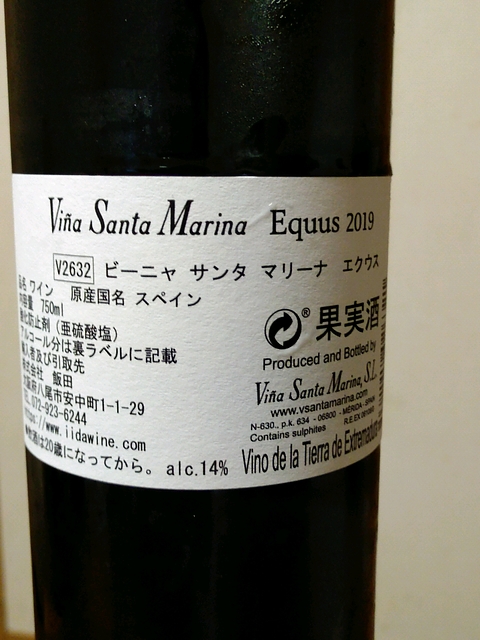 Viña Santa Marina Equus 2019
V2632 ビーニャ サンタ マリーナ エクウス
品名 ワイン 原産国名 スペイン
内容量 750ml
酸化防止剤 (亜硫酸塩)
アルコール分は裏ラベルに記載
輸入者及び引取先
株式会社 飯田
大阪府八尾市安中町1-1-29
TEL.072-923-6244
://www.iidawine.com
は20歳になってから。 alc.14%
® 果実酒
Produced and Bottled by
Viña Santa Marina, S.L.
www.vsantamarina.com
N-630., p.k. 634 - 06800 - MÉRIDA - SPAIN
Contains sulphites
Vino de la Tierra de Extremadura